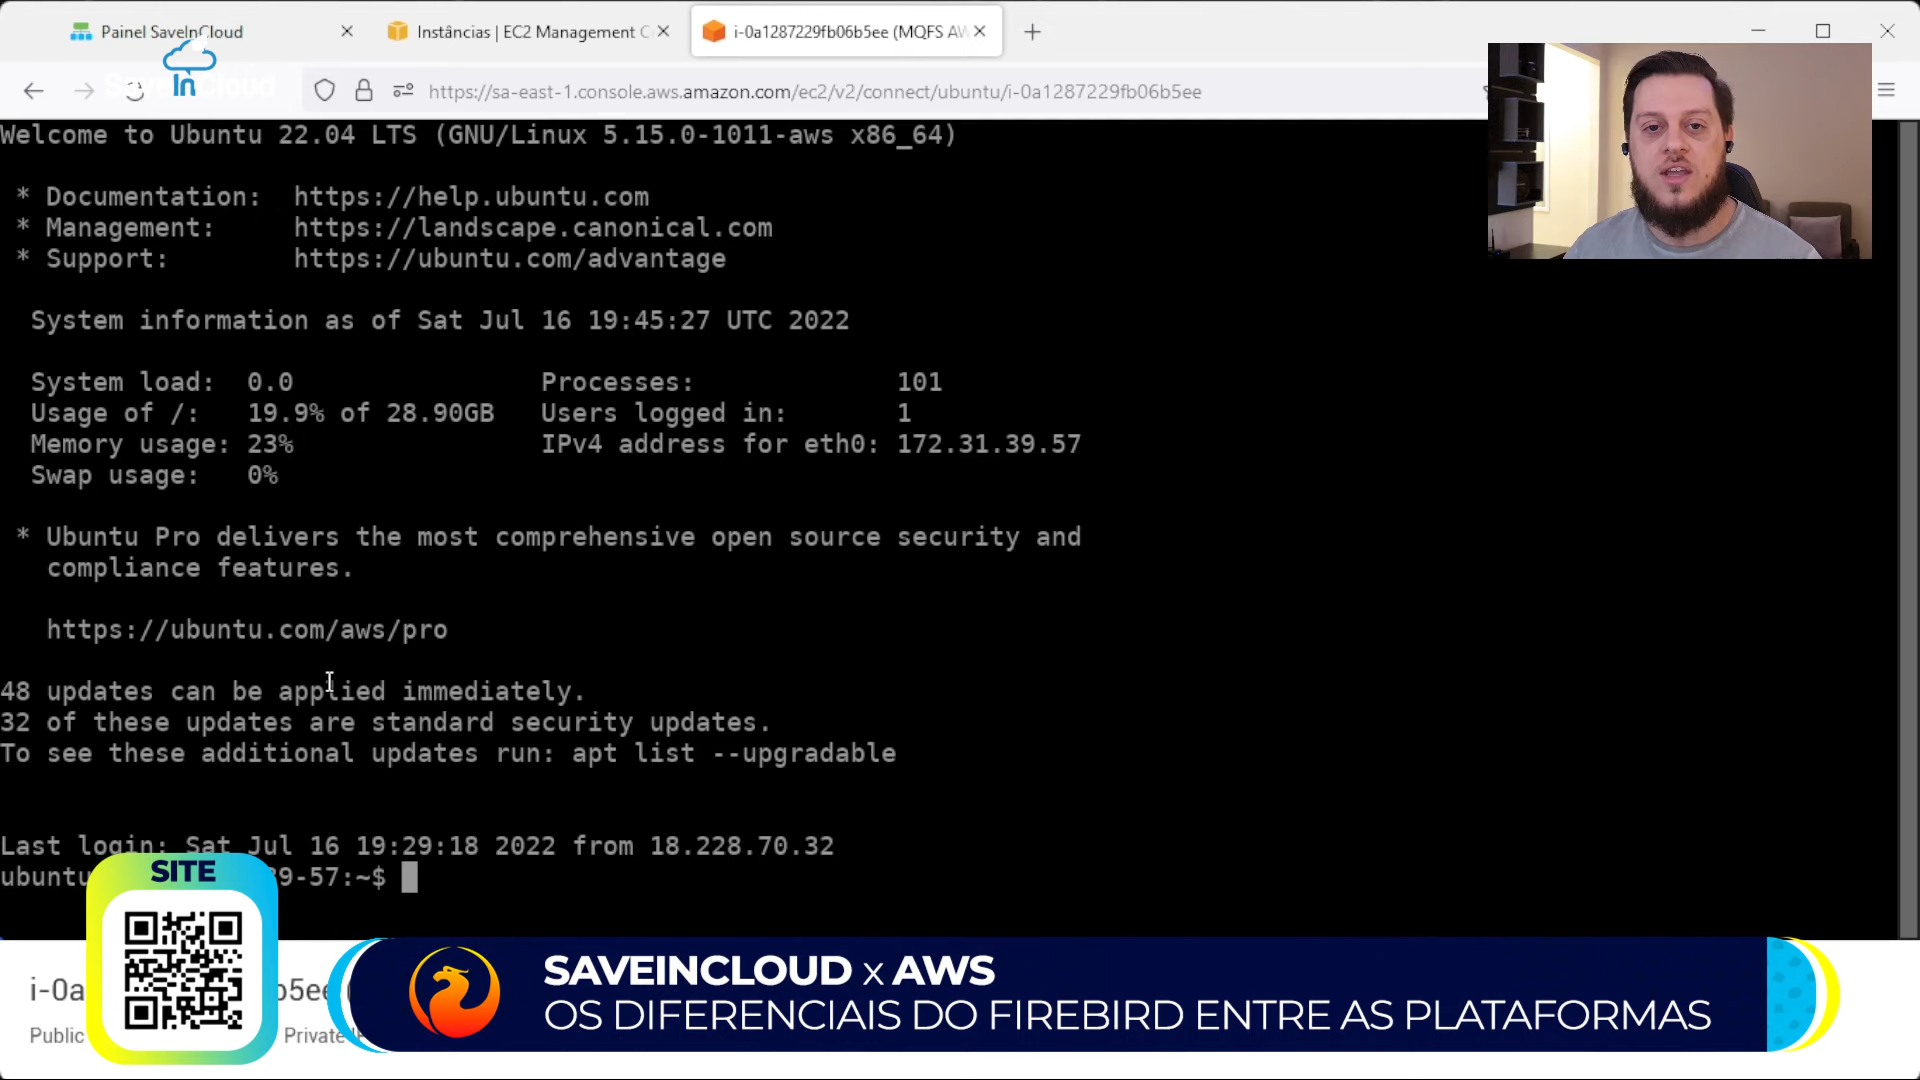 Painel SaveInCloud
Instâncias | EC2 Management C
i-0a1287229fb06b5ee (MQFS AW
SaveInCloud
https://sa-east-1.console.aws.amazon.com/ec2/v2/connect/ubuntu/i-0a1287229fb06b5ee
Welcome to Ubuntu 22.04 LTS (GNU/Linux 5.15.0-1011-aws x86_64)
* Documentation: https://help.ubuntu.com
* Management: https://landscape.canonical.com
* Support: https://ubuntu.com/advantage
System information as of Sat Jul 16 19:45:27 UTC 2022
System load: 0.0 Processes: 101
Usage of /: 19.9% of 28.90GB Users logged in: 1
Memory usage: 23% IPv4 address for eth0: 172.31.39.57
Swap usage: 0%
* Ubuntu Pro delivers the most comprehensive open source security and
compliance features.
https://ubuntu.com/aws/pro
48 updates can be applied immediately.
32 of these updates are standard security updates.
To see these additional updates run: apt list --upgradable
Last login: Sat Jul 16 19:29:18 2022 from 18.228.70.32
ubuntu 39-57:~$
SITE
i-0a b5ee (
Public Private
SAVEINCLOUD x AWS
OS DIFERENCIAIS DO FIREBIRD ENTRE AS PLATAFORMAS